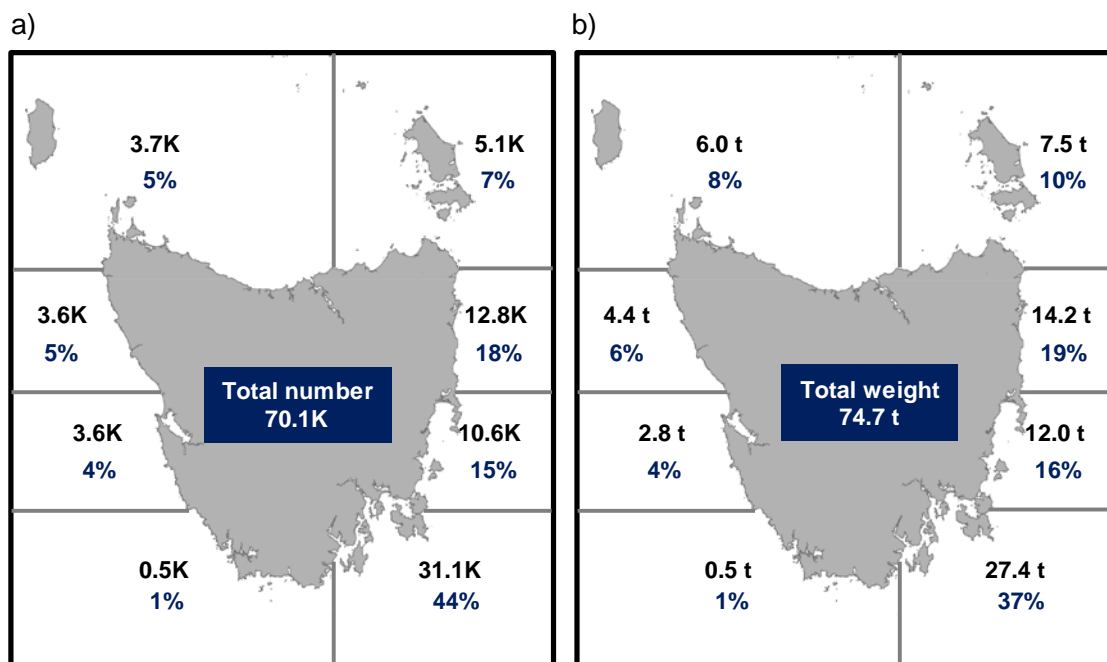 a)
3.7K
5%
5.1K
7%
3.6K
5%
12.8K
18%
Total number
70.1K
3.6K
4%
10.6K
15%
0.5K
1%
31.1K
44%
b)
6.0 t
8%
7.5 t
10%
4.4 t
6%
14.2 t
19%
Total weight
74.7 t
2.8 t
4%
12.0 t
16%
0.5 t
1%
27.4 t
37%